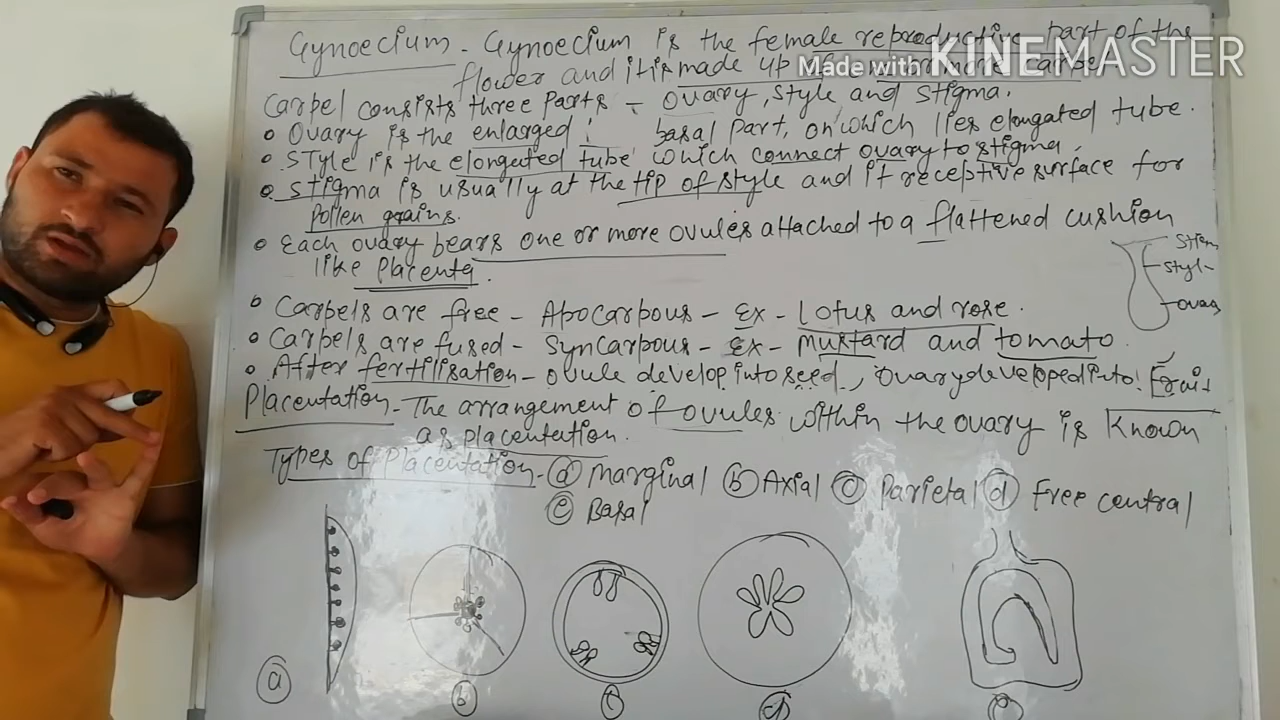 Gynoecium - Gynoecium is the female reproductive part of the
flower and it is made up
Made with KINEMASTER
Carpel consists three parts - ovary, style and stigma.
• Ovary is the enlarged basal part, on which lies elongated tube.
• Style is the elongated tube which connect ovary to stigma.
• Stigma is usually at the tip of style and it receptive surface for
pollen grains.
• Each ovary bears one or more ovules attached to a flattened cushion
like placenta.
Stigm
Styl-
ovay
• Carpels are free - Apocarpous - Ex - Lotus and rose.
• Carpels are fused - Syncarpous - Ex - Mustard and tomato.
• After fertilisation - ovule develop into seed, Ovary developed into Fruit
Placentation - The arrangement of ovules within the ovary is known
as placentation.
Types of placentation - (a) marginal (b) Axial (c) Parietal (d) Free central
(e) Basal
(a) (b) (c) (d) (e)